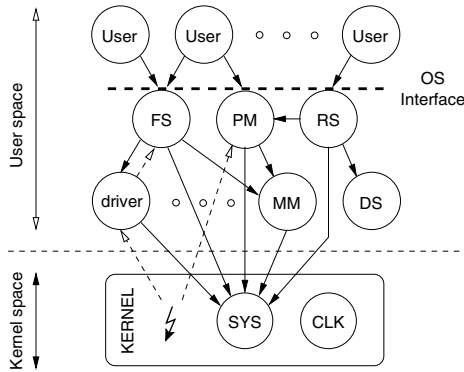 User
User
User
OS
Interface
User space
FS
PM
RS
driver
MM
DS
Kernel space
KERNEL
SYS
CLK